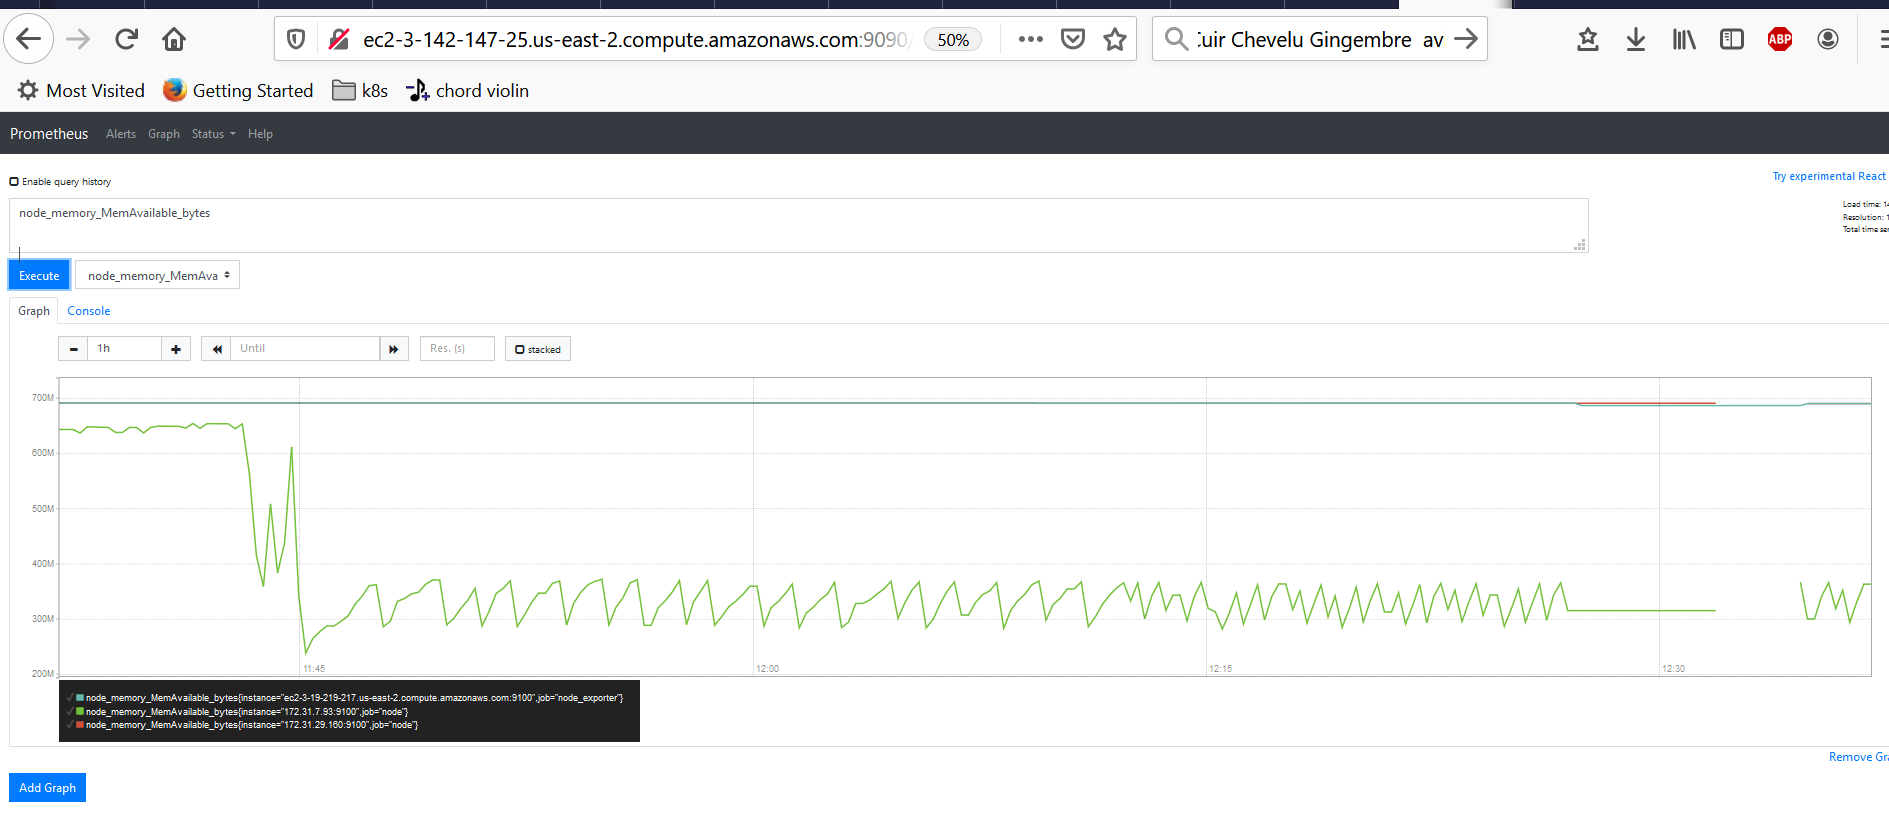 ec2-3-142-147-25.us-east-2.compute.amazonaws.com:9090/ 50% Cuir Chevelu Gingembre av
Most Visited Getting Started k8s chord violin
Prometheus Alerts Graph Status Help
Enable query history
Try experimental React
node_memory_MemAvailable_bytes
Load time: 14
Resolution: 1
Total time ser
Execute node_memory_MemAva
Graph Console
1h Until Res. (s) stacked
700M
600M
500M
400M
300M
200M
11:45 12:00 12:15 12:30
node_memory_MemAvailable_bytes{instance="ec2-3-19-219-217.us-east-2.compute.amazonaws.com:9100",job="node_exporter"}
node_memory_MemAvailable_bytes{instance="172.31.7.93:9100",job="node"}
node_memory_MemAvailable_bytes{instance="172.31.29.160:9100",job="node"}
Remove Gra
Add Graph
ABP